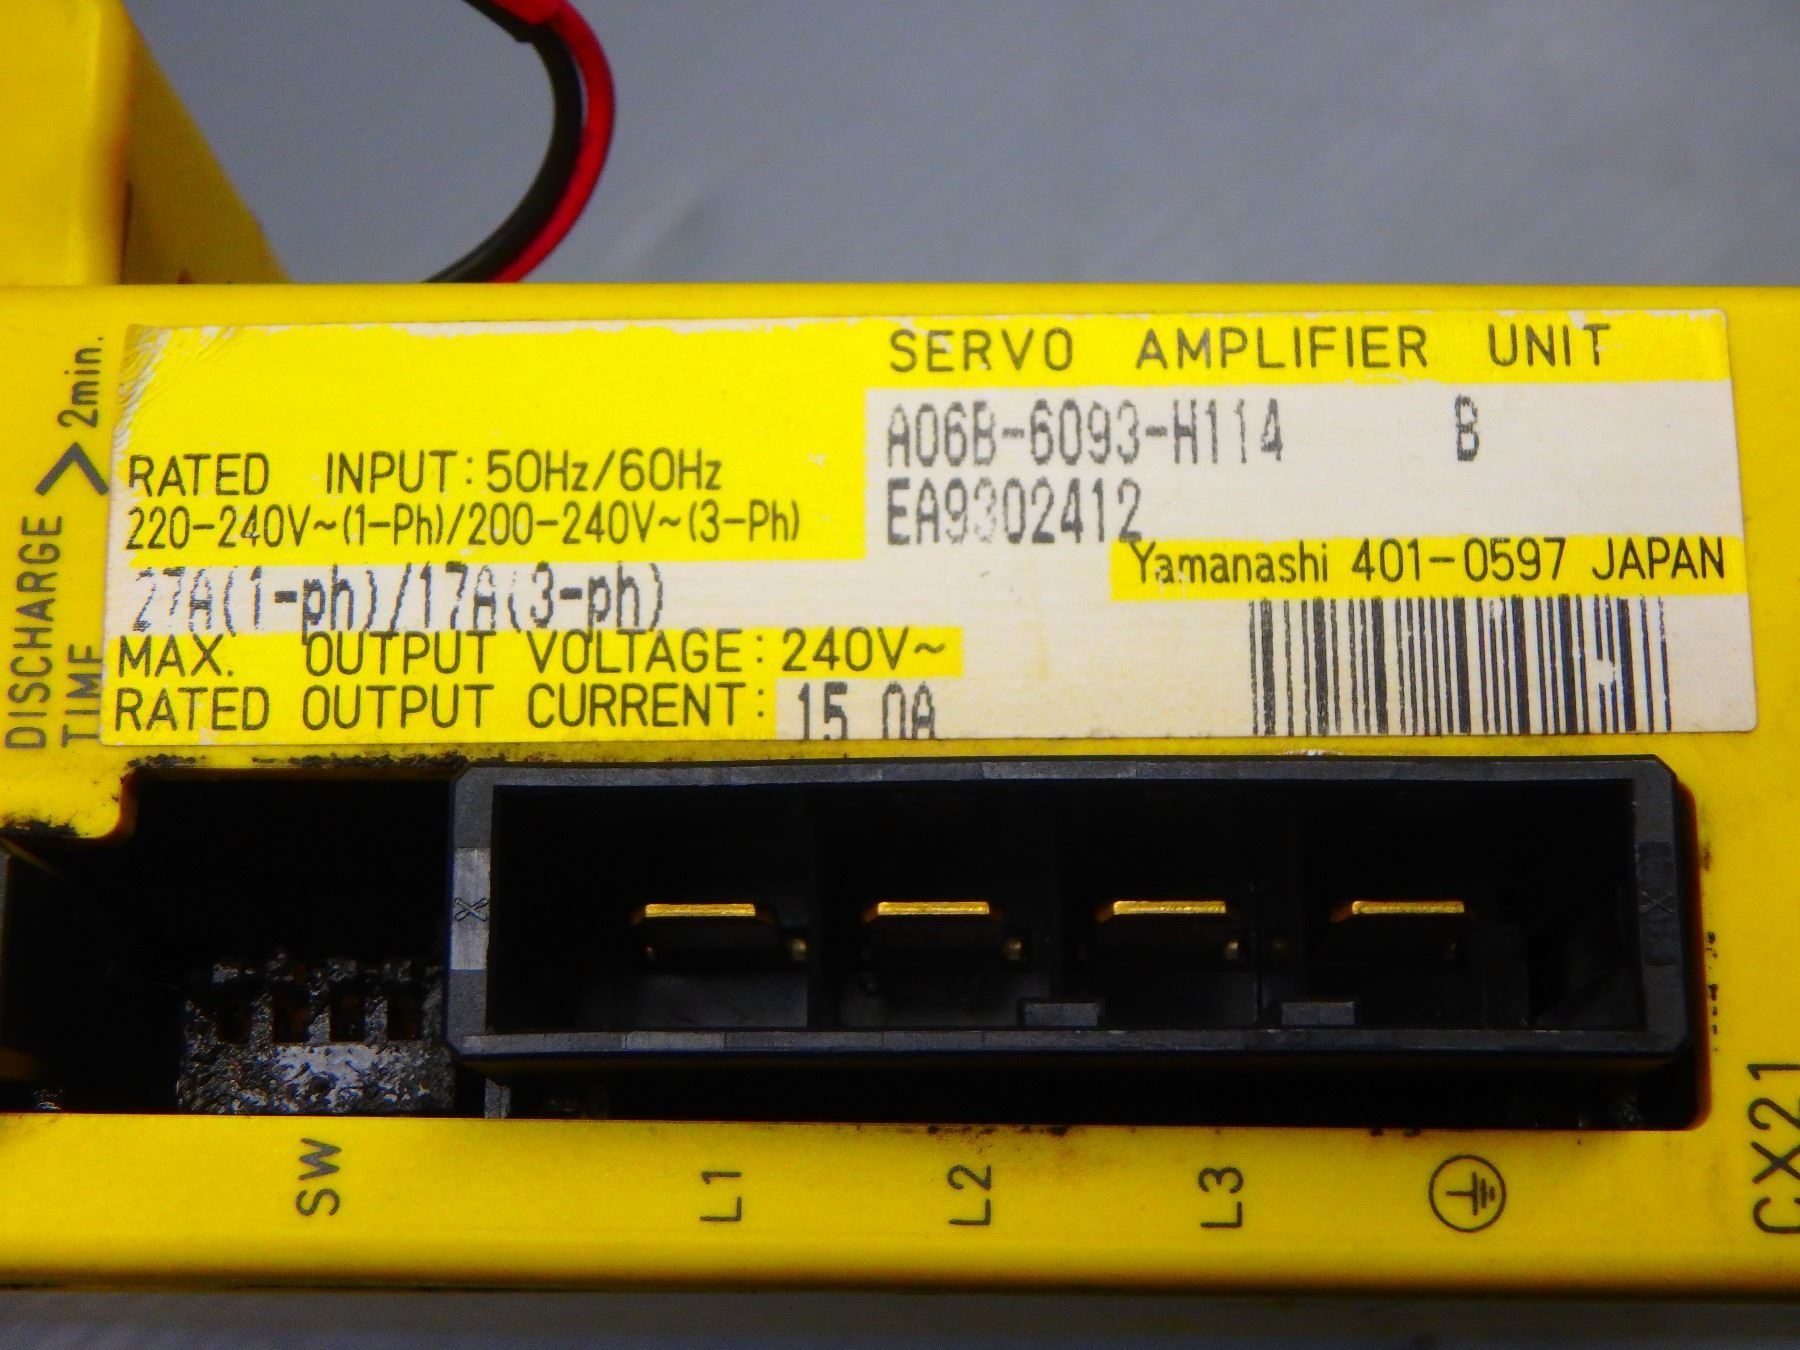 DISCHARGE > 2min.
TIME
SERVO AMPLIFIER UNIT
A06B-6093-H114 B
EA9302412
Yamanashi 401-0597 JAPAN
RATED INPUT: 50Hz/60Hz
220-240V~(1-Ph)/200-240V~(3-Ph)
27A(1-ph)/17A(3-ph)
MAX. OUTPUT VOLTAGE: 240V~
RATED OUTPUT CURRENT: 15.0A
SW
L1
L2
L3
CX21